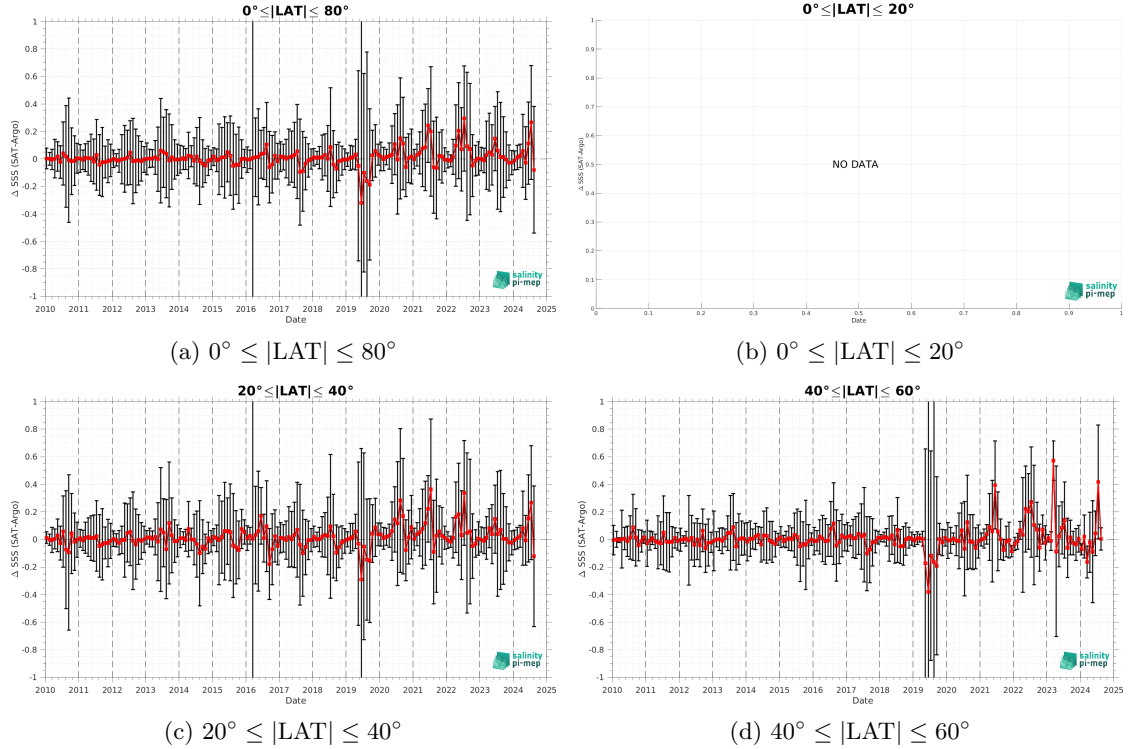 0°≤|LAT|≤ 80°
Δ SSS (SAT-Argo)
1
0.8
0.6
0.4
0.2
0
-0.2
-0.4
-0.6
-0.8
-1
2010 2011 2012 2013 2014 2015 2016 2017 2018 2019 2020 2021 2022 2023 2024 2025
Date
salinity
pi-mep
(a) 0° ≤ |LAT| ≤ 80°
0°≤|LAT|≤ 20°
Δ SSS (SAT-Argo)
1
0.9
0.8
0.7
0.6
0.5
0.4
0.3
0.2
0.1
0
NO DATA
0 0.1 0.2 0.3 0.4 0.5 0.6 0.7 0.8 0.9 1
Date
salinity
pi-mep
(b) 0° ≤ |LAT| ≤ 20°
20°≤|LAT|≤ 40°
Δ SSS (SAT-Argo)
1
0.8
0.6
0.4
0.2
0
-0.2
-0.4
-0.6
-0.8
-1
2010 2011 2012 2013 2014 2015 2016 2017 2018 2019 2020 2021 2022 2023 2024 2025
Date
salinity
pi-mep
(c) 20° ≤ |LAT| ≤ 40°
40°≤|LAT|≤ 60°
Δ SSS (SAT-Argo)
1
0.8
0.6
0.4
0.2
0
-0.2
-0.4
-0.6
-0.8
-1
2010 2011 2012 2013 2014 2015 2016 2017 2018 2019 2020 2021 2022 2023 2024 2025
Date
salinity
pi-mep
(d) 40° ≤ |LAT| ≤ 60°